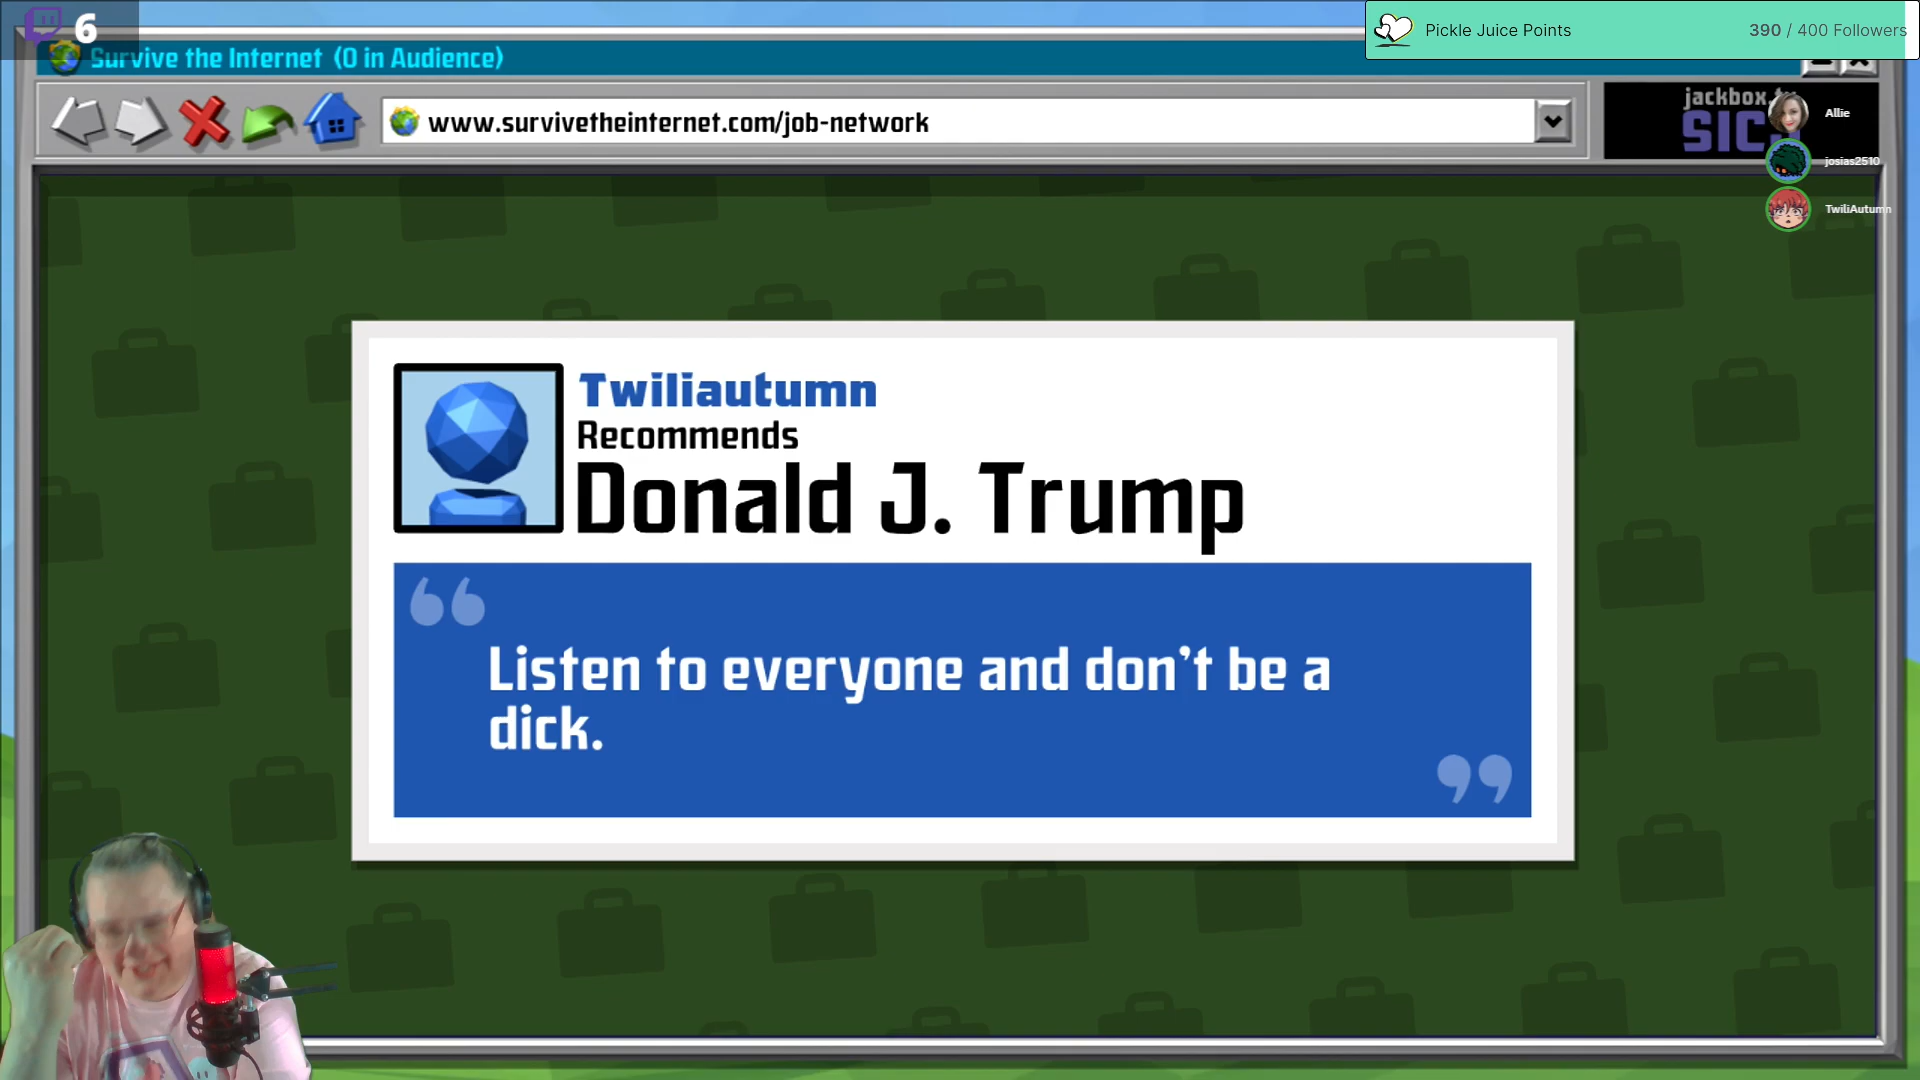 6
Pickle Juice Points
390 / 400 Followers
Survive the Internet (0 in Audience)
www.survivetheinternet.com/job-network
jackbox.tv
Allie
josias2510
TwiliAutumn
Twiliautumn
Recommends
Donald J. Trump
“
Listen to everyone and don't be a
dick.
”